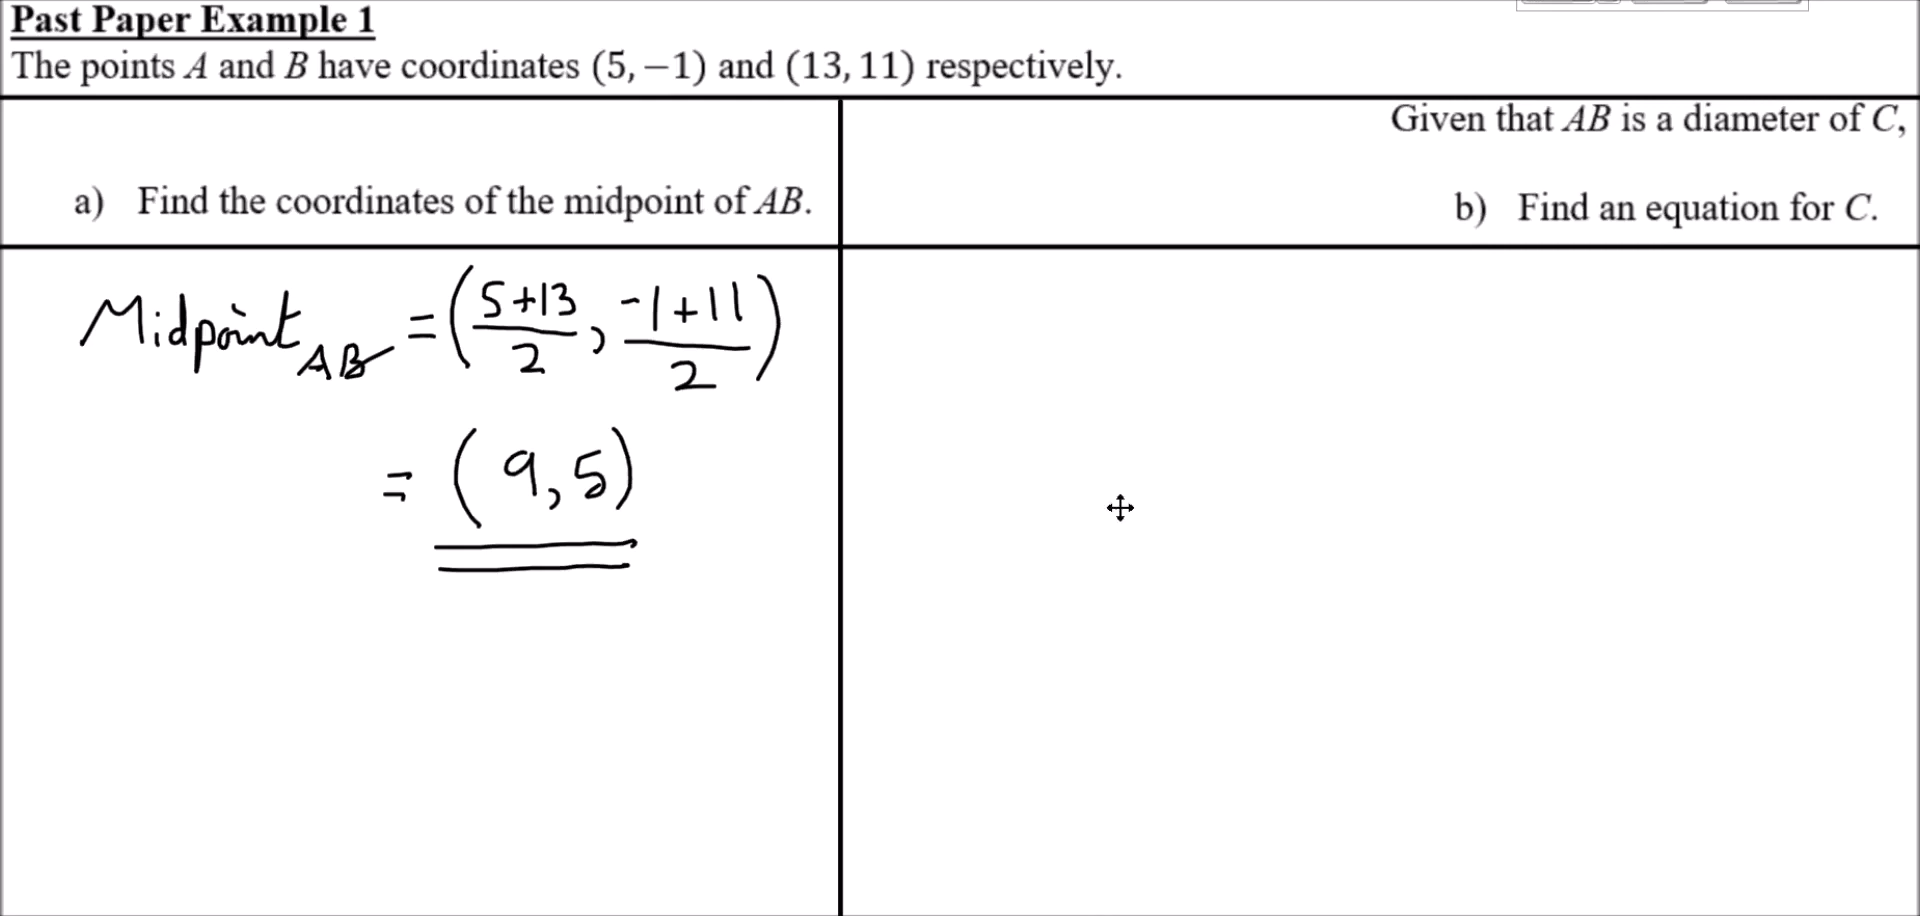 Past Paper Example 1
The points A and B have coordinates (5, −1) and (13, 11) respectively.
a) Find the coordinates of the midpoint of AB.
Given that AB is a diameter of C,
b) Find an equation for C.
Midpoint_AB = ((5+13)/2, (-1+11)/2)
= (9, 5)